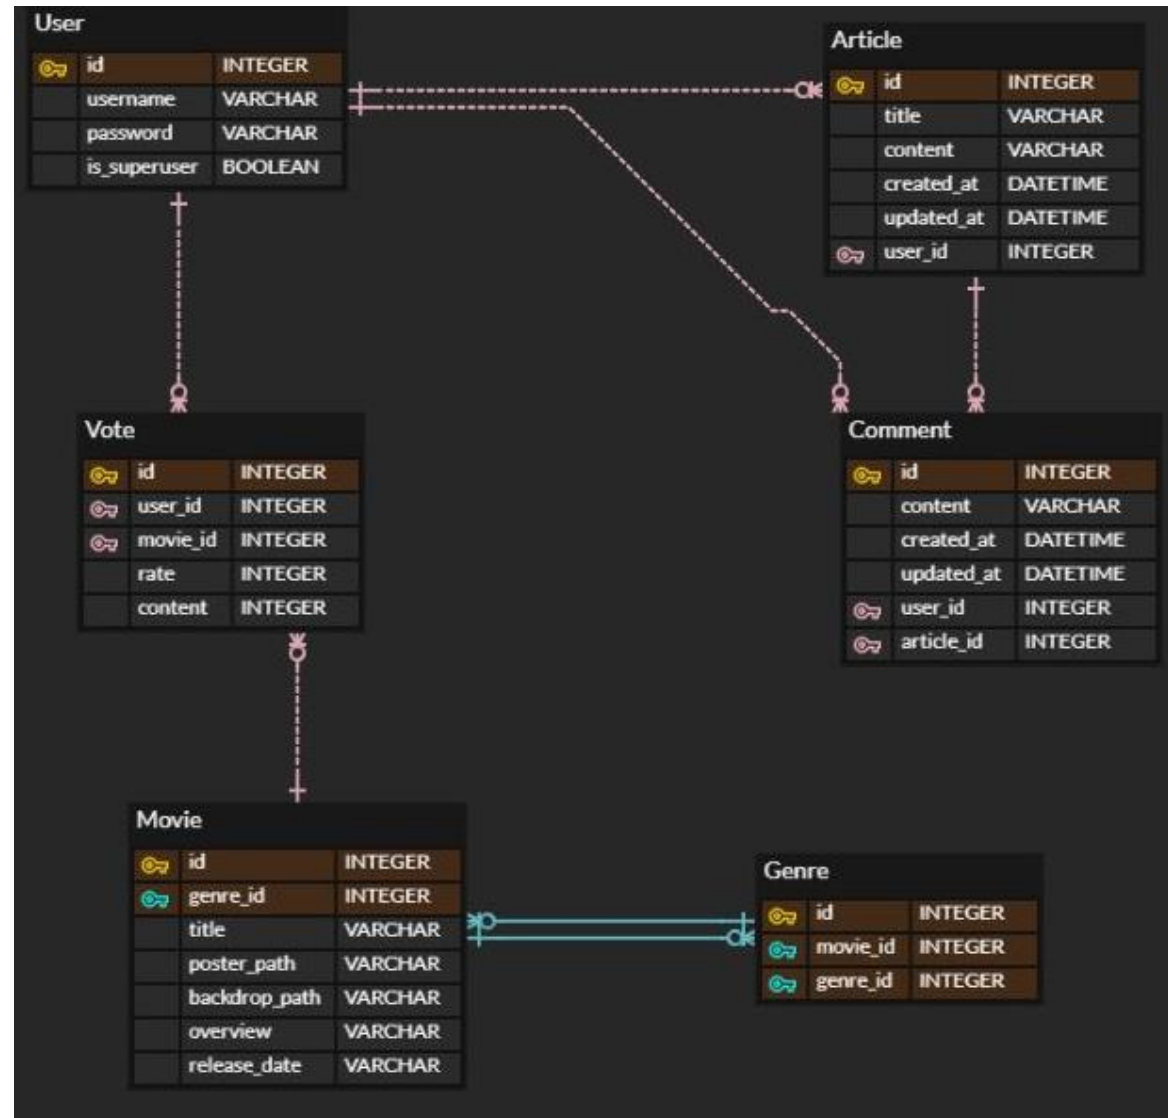 User
id INTEGER
username VARCHAR
password VARCHAR
is_superuser BOOLEAN
Article
id INTEGER
title VARCHAR
content VARCHAR
created_at DATETIME
updated_at DATETIME
user_id INTEGER
Vote
id INTEGER
user_id INTEGER
movie_id INTEGER
rate INTEGER
content INTEGER
Comment
id INTEGER
content VARCHAR
created_at DATETIME
updated_at DATETIME
user_id INTEGER
article_id INTEGER
Movie
id INTEGER
genre_id INTEGER
title VARCHAR
poster_path VARCHAR
backdrop_path VARCHAR
overview VARCHAR
release_date VARCHAR
Genre
id INTEGER
movie_id INTEGER
genre_id INTEGER